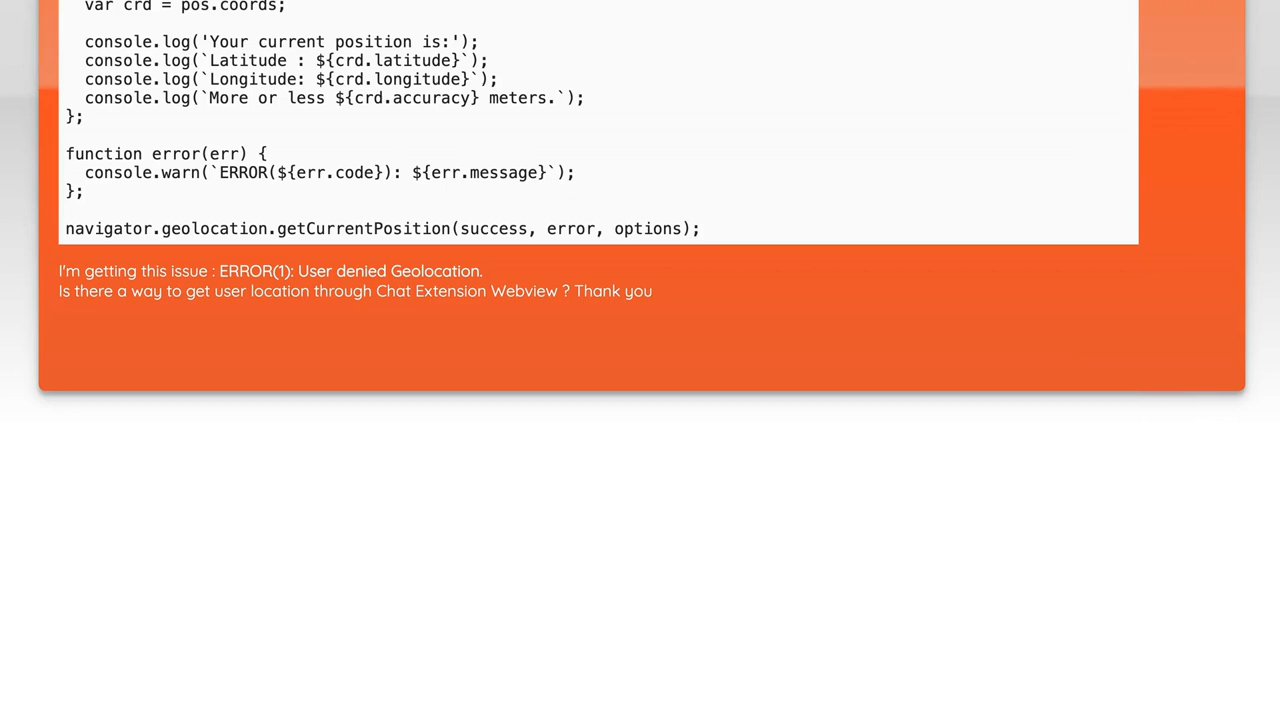 var crd = pos.coords;
console.log('Your current position is:');
console.log(`Latitude : ${crd.latitude}`);
console.log(`Longitude: ${crd.longitude}`);
console.log(`More or less ${crd.accuracy} meters.`);
};
function error(err) {
console.warn(`ERROR(${err.code}): ${err.message}`);
};
navigator.geolocation.getCurrentPosition(success, error, options);
I'm getting this issue : ERROR(1): User denied Geolocation.
Is there a way to get user location through Chat Extension Webview ? Thank you